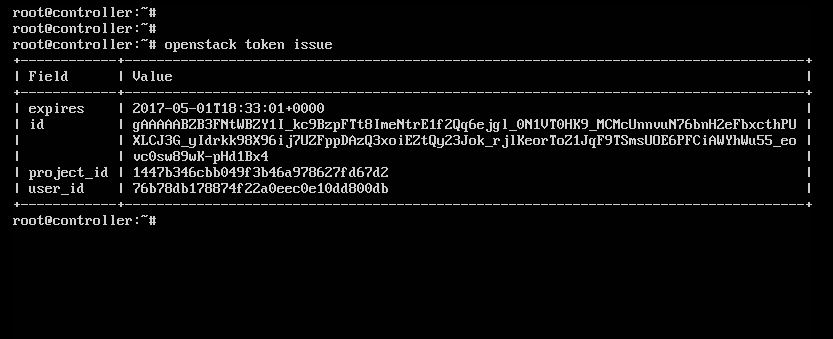 root@controller:~#
root@controller:~#
root@controller:~# openstack token issue
+------------+-----------------------------------------------------------------------------------+
| Field      | Value                                                                             |
+------------+-----------------------------------------------------------------------------------+
| expires    | 2017-05-01T18:33:01+0000                                                          |
| id         | gAAAAABZB3FNtWBZY1I_kc9BzpFTt8ImeNtrE1f2Qq6ejgl_0N1VT0HK9_MCMcUnnvuN76bnH2eFbxcthPU |
|            | XLCJ3G_yIdrkk98X96ij7UZFppDAzQ3xoiEZtQy23Jok_rjlKeorToZ1JqF9TSmsUOE6PFCiAWYhWu55_eo |
|            | vc0sw89wK-pHd1Bx4                                                                 |
| project_id | 1447b346cbb049f3b46a978627fd67d2                                                  |
| user_id    | 76b78db178874f22a0eec0e10dd800db                                                  |
+------------+-----------------------------------------------------------------------------------+
root@controller:~#